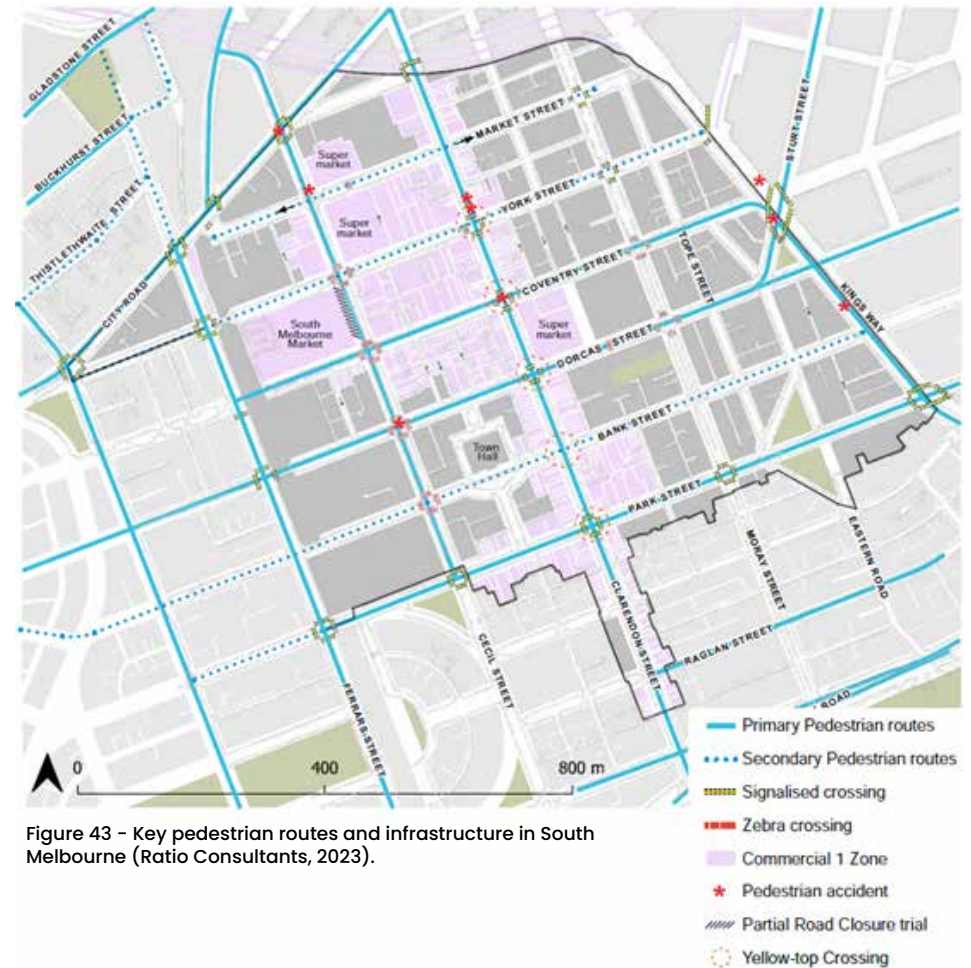 GLADSTONE STREET
BUCKHURST STREET
THISTLETHWAITE STREET
CITY ROAD
Super
market
MARKET STREET
STURT STREET
Super
market
YORK STREET
COVENTRY STREET
TOPE STREET
KINGS WAY
South
Melbourne
Market
Super
market
DORCAS STREET
BANK STREET
Town
Hall
PARK STREET
MORAY STREET
EASTERN ROAD
CLARENDON STREET
CECIL STREET
RAGLAN STREET
FERRARS STREET
ROAD
0 400 800 m
Primary Pedestrian routes
Secondary Pedestrian routes
Signalised crossing
Zebra crossing
Commercial 1 Zone
Pedestrian accident
Partial Road Closure trial
Yellow-top Crossing
Figure 43 - Key pedestrian routes and infrastructure in South
Melbourne (Ratio Consultants, 2023).